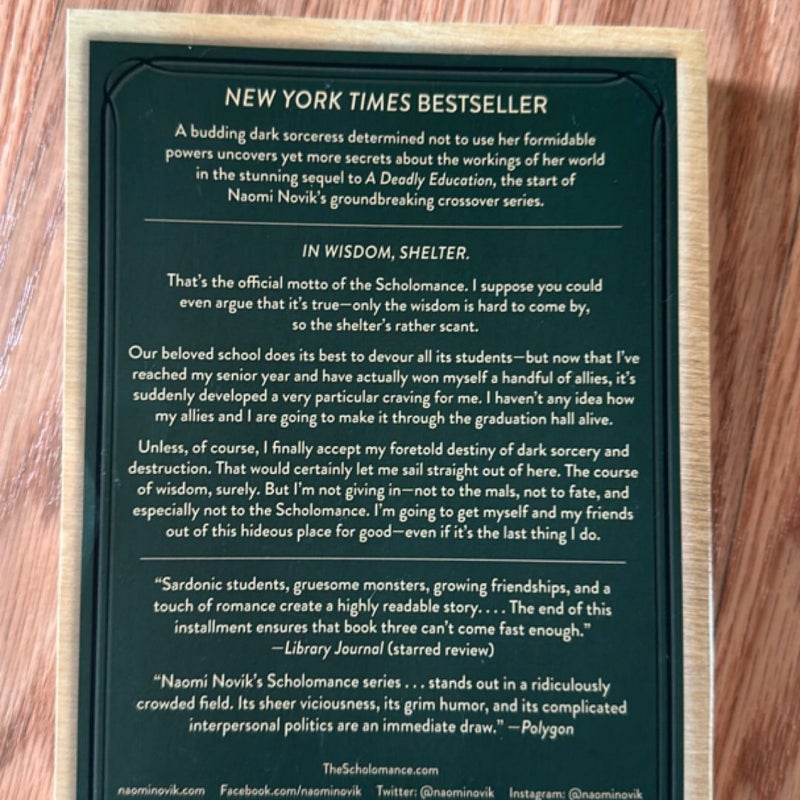 NEW YORK TIMES BESTSELLER
A budding dark sorceress determined not to use her formidable
powers uncovers yet more secrets about the workings of her world
in the stunning sequel to A Deadly Education, the start of
Naomi Novik's groundbreaking crossover series.
IN WISDOM, SHELTER.
That's the official motto of the Scholomance. I suppose you could
even argue that it's true—only the wisdom is hard to come by,
so the shelter's rather scant.
Our beloved school does its best to devour all its students—but now that I've
reached my senior year and have actually won myself a handful of allies, it's
suddenly developed a very particular craving for me. I haven't any idea how
my allies and I are going to make it through the graduation hall alive.
Unless, of course, I finally accept my foretold destiny of dark sorcery and
destruction. That would certainly let me sail straight out of here. The course
of wisdom, surely. But I'm not giving in—not to the mals, not to fate, and
especially not to the Scholomance. I'm going to get myself and my friends
out of this hideous place for good—even if it's the last thing I do.
“Sardonic students, gruesome monsters, growing friendships, and a
touch of romance create a highly readable story. . . . The end of this
installment ensures that book three can't come fast enough.”
—Library Journal (starred review)
“Naomi Novik's Scholomance series . . . stands out in a ridiculously
crowded field. Its sheer viciousness, its grim humor, and its complicated
interpersonal politics are an immediate draw.” —Polygon
TheScholomance.com
naominovik.com Facebook.com/naominovik Twitter: @naominovik Instagram: @naominovik